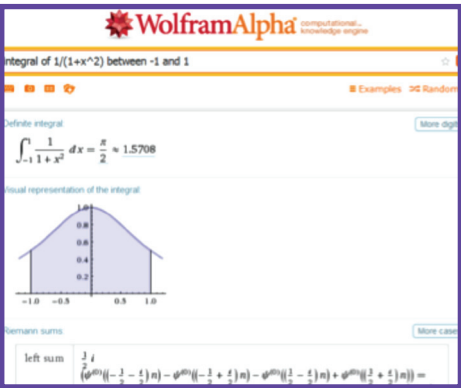 WolframAlpha computational... knowledge engine
integral of 1/(1+x^2) between -1 and 1
Examples Random
Definite integral
More digits
∫_{-1}^{1} 1/(1 + x²) dx = π/2 ≈ 1.5708
Visual representation of the integral
1.0
0.8
0.6
0.4
0.2
-1.0 -0.5 0.5 1.0
Riemann sums
More cases
left sum